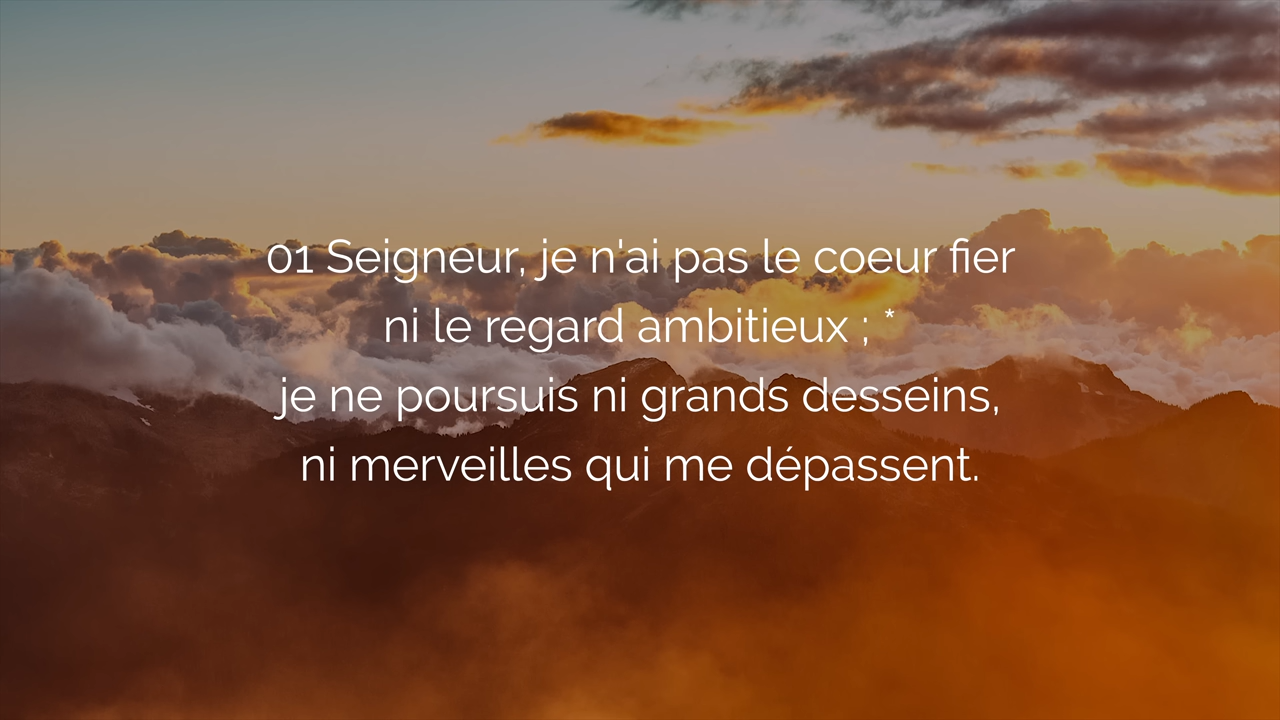 01 Seigneur, je n'ai pas le coeur fier
ni le regard ambitieux ; *
je ne poursuis ni grands desseins,
ni merveilles qui me dépassent.